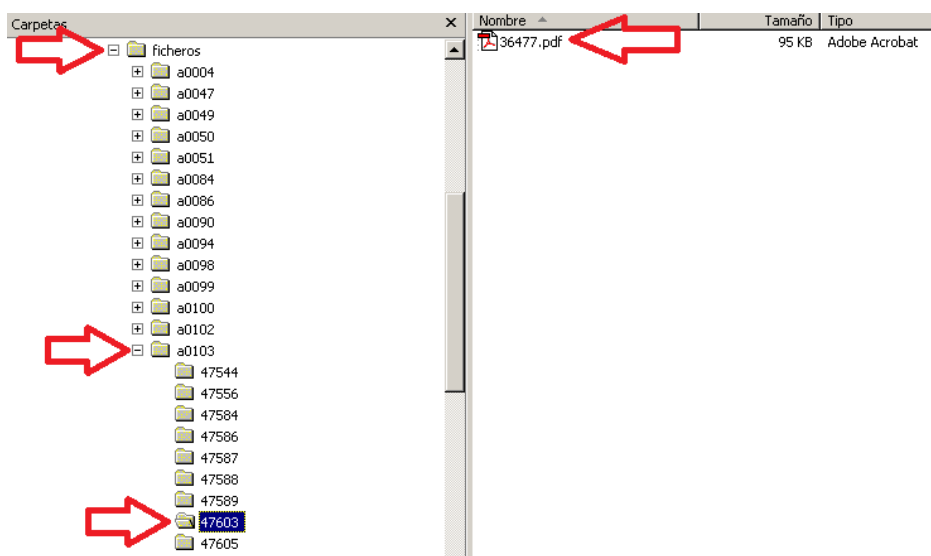 Carpetas
ficheros
a0004
a0047
a0049
a0050
a0051
a0084
a0086
a0090
a0094
a0098
a0099
a0100
a0102
a0103
47544
47556
47584
47586
47587
47588
47589
47603
47605
Nombre Tamaño Tipo
36477.pdf 95 KB Adobe Acrobat